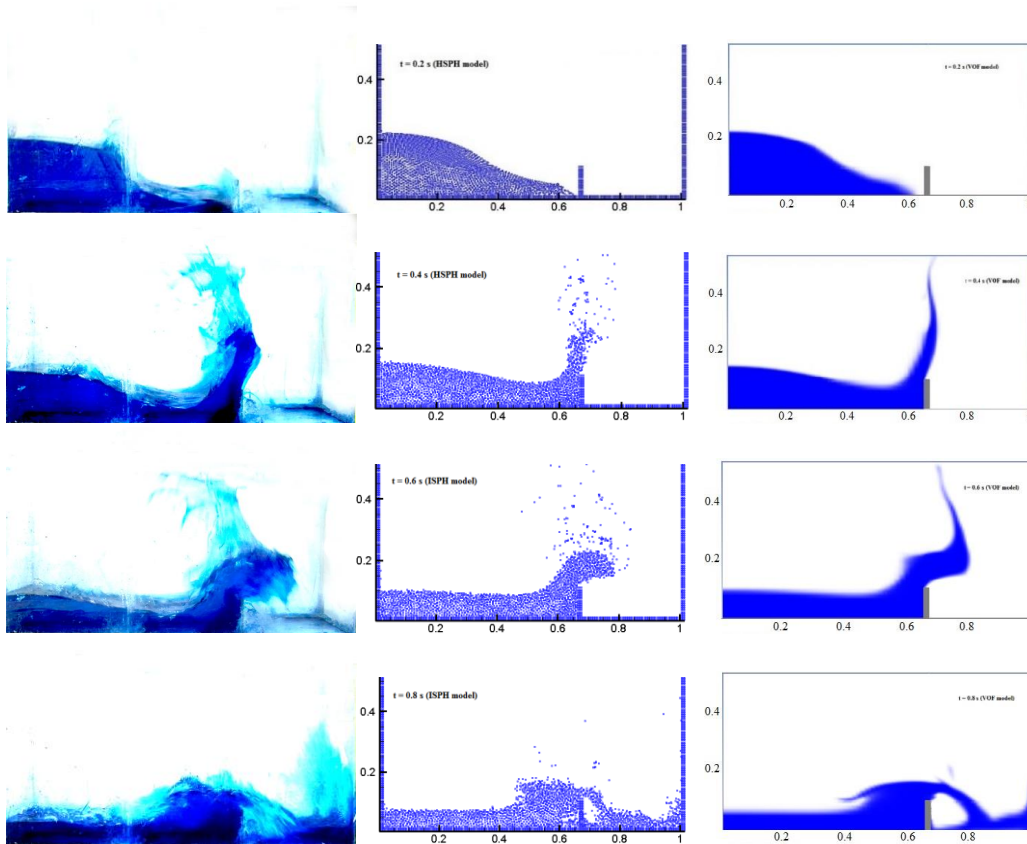 t = 0.2 s (HSPH model)
0.4
0.2
0.2 0.4 0.6 0.8 1
t = 0.2 s (VOF model)
0.4
0.2
0.2 0.4 0.6 0.8
t = 0.4 s (HSPH model)
0.4
0.2
0.2 0.4 0.6 0.8 1
t = 0.4 s (VOF model)
0.4
0.2
0.2 0.4 0.6 0.8
t = 0.6 s (ISPH model)
0.4
0.2
0.2 0.4 0.6 0.8 1
t = 0.6 s (VOF model)
0.4
0.2
0.2 0.4 0.6 0.8
t = 0.8 s (ISPH model)
0.4
0.2
0.2 0.4 0.6 0.8 1
t = 0.8 s (VOF model)
0.4
0.2
0.2 0.4 0.6 0.8